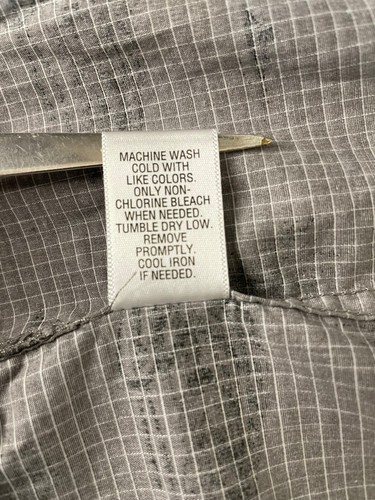 MACHINE WASH
COLD WITH
LIKE COLORS.
ONLY NON-
CHLORINE BLEACH
WHEN NEEDED.
TUMBLE DRY LOW.
REMOVE
PROMPTLY.
COOL IRON
IF NEEDED.